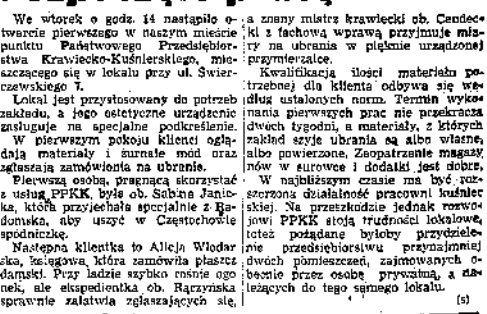 We wtorek o godz. 14 nastąpiło o-
twarcie pierwszego w naszym mieście
punktu Państwowego Przedsiębior-
stwa Krawiecko-Kuśnierskiego, mie-
szczącego się w lokalu przy ul. Świer-
czewskiego 7.
Lokal jest przystosowany do potrzeb
zakładu, a jego estetyczne urządzenie
zasługuje na specjalne podkreślenie.
W pierwszym pokoju klienci oglą-
dają materiały i żurnale mód oraz
zgłaszają zamówienia na ubranie.
Pierwszą osobą, pragnącą skorzystać
z usług PPKK, była ob. Sabina Janio-
ka, która przyjechała specjalnie z Ra-
domska, aby uszyć w Częstochowie
spódniczkę.
Następna klientka to Alicja Wlodar
ska, księgowa, która zamówiła płaszcz
damski. Przy ladzie szybko rośnie ogo
nek, ale ekspedientka ob. Rączyńska
sprawnie załatwia zgłaszających się,
a znany mistrz krawiecki ob. Cendec-
ki z fachową wprawą przyjmuje mia-
ry na ubrania w pięknie urządzonej
przymierzalce.
Kwalifikacja ilości materiału po-
trzebnej dla klienta odbywa się we-
dług ustalonych norm. Termin wyko-
nania pierwszych prac nie przekracza
dwóch tygodni, a materiały, z których
zakład szyje ubrania są albo własne,
albo powierzone. Zaopatrzenie magazy
nów w surowce i dodatki jest dobre.
W najbliższym czasie ma być roz-
szerzona działalność pracowni kuśnier
skiej. Na przeszkodzie jednak rozwo-
jowi PPKK stoją trudności lokalowe,
toteż pożądane byłoby przydziele-
nie przedsiębiorstwu przynajmniej
dwóch pomieszczeń, zajmowanych o-
becnie przez osobę prywatną, a na-
leżących do tego samego lokalu.
(s)